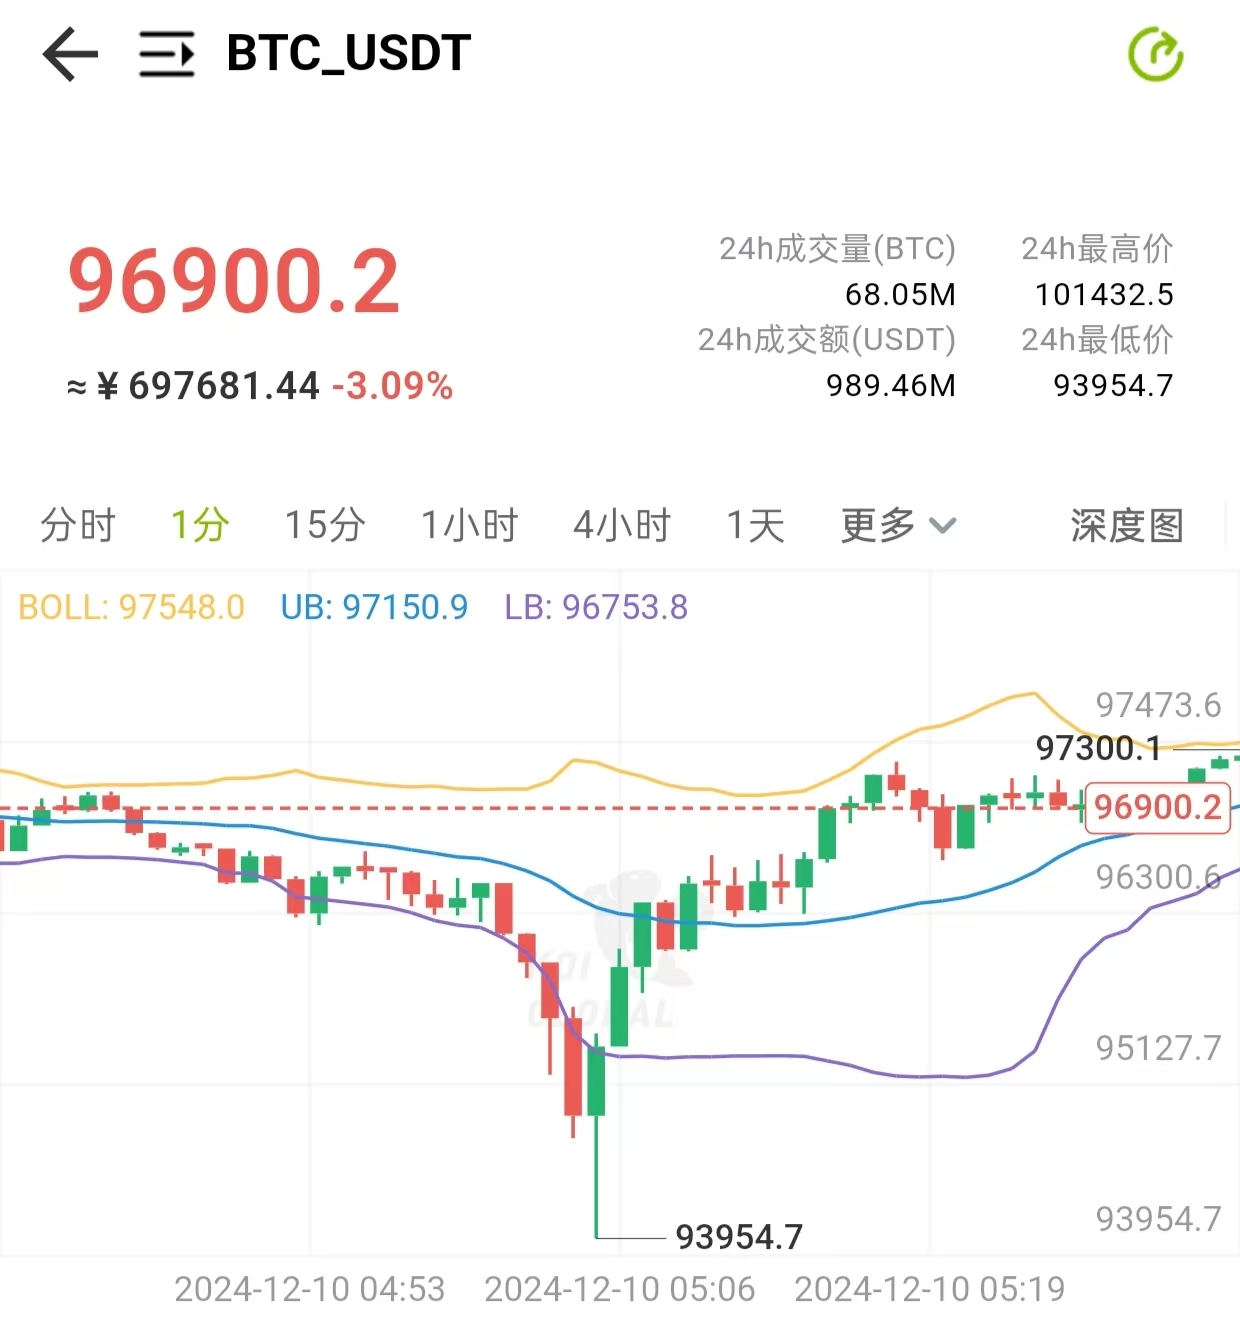 BTC_USDT
96900.2
≈ ¥ 697681.44 -3.09%
24h成交量(BTC)
68.05M
24h最高价
101432.5
24h成交额(USDT)
989.46M
24h最低价
93954.7
分时 1分 15分 1小时 4小时 1天 更多 深度图
BOLL: 97548.0 UB: 97150.9 LB: 96753.8
97473.6
97300.1
96900.2
96300.6
KOI
GLOBAL
95127.7
93954.7
93954.7
2024-12-10 04:53 2024-12-10 05:06 2024-12-10 05:19